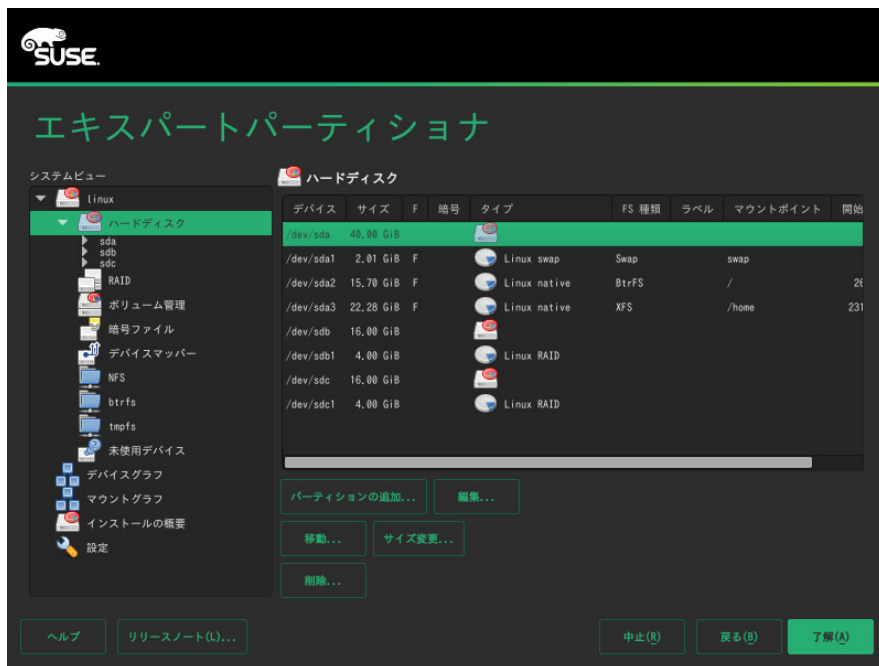 SUSE.
エキスパートパーティショナ
システムビュー
linux
ハードディスク
sda
sdb
sdc
RAID
ボリューム管理
暗号ファイル
デバイスマッパー
NFS
btrfs
tmpfs
未使用デバイス
デバイスグラフ
マウントグラフ
インストールの概要
設定
ハードディスク
デバイス サイズ F 暗号 タイプ FS 種類 ラベル マウントポイント 開始
/dev/sda 40.00 GiB
/dev/sda1 2.01 GiB F Linux swap Swap swap
/dev/sda2 15.70 GiB F Linux native BtrFS / 26
/dev/sda3 22.28 GiB F Linux native XFS /home 231
/dev/sdb 16.00 GiB
/dev/sdb1 4.00 GiB Linux RAID
/dev/sdc 16.00 GiB
/dev/sdc1 4.00 GiB Linux RAID
パーティションの追加... 編集...
移動... サイズ変更...
削除...
ヘルプ リリースノート(L)... 中止(R) 戻る(B) 了解(A)